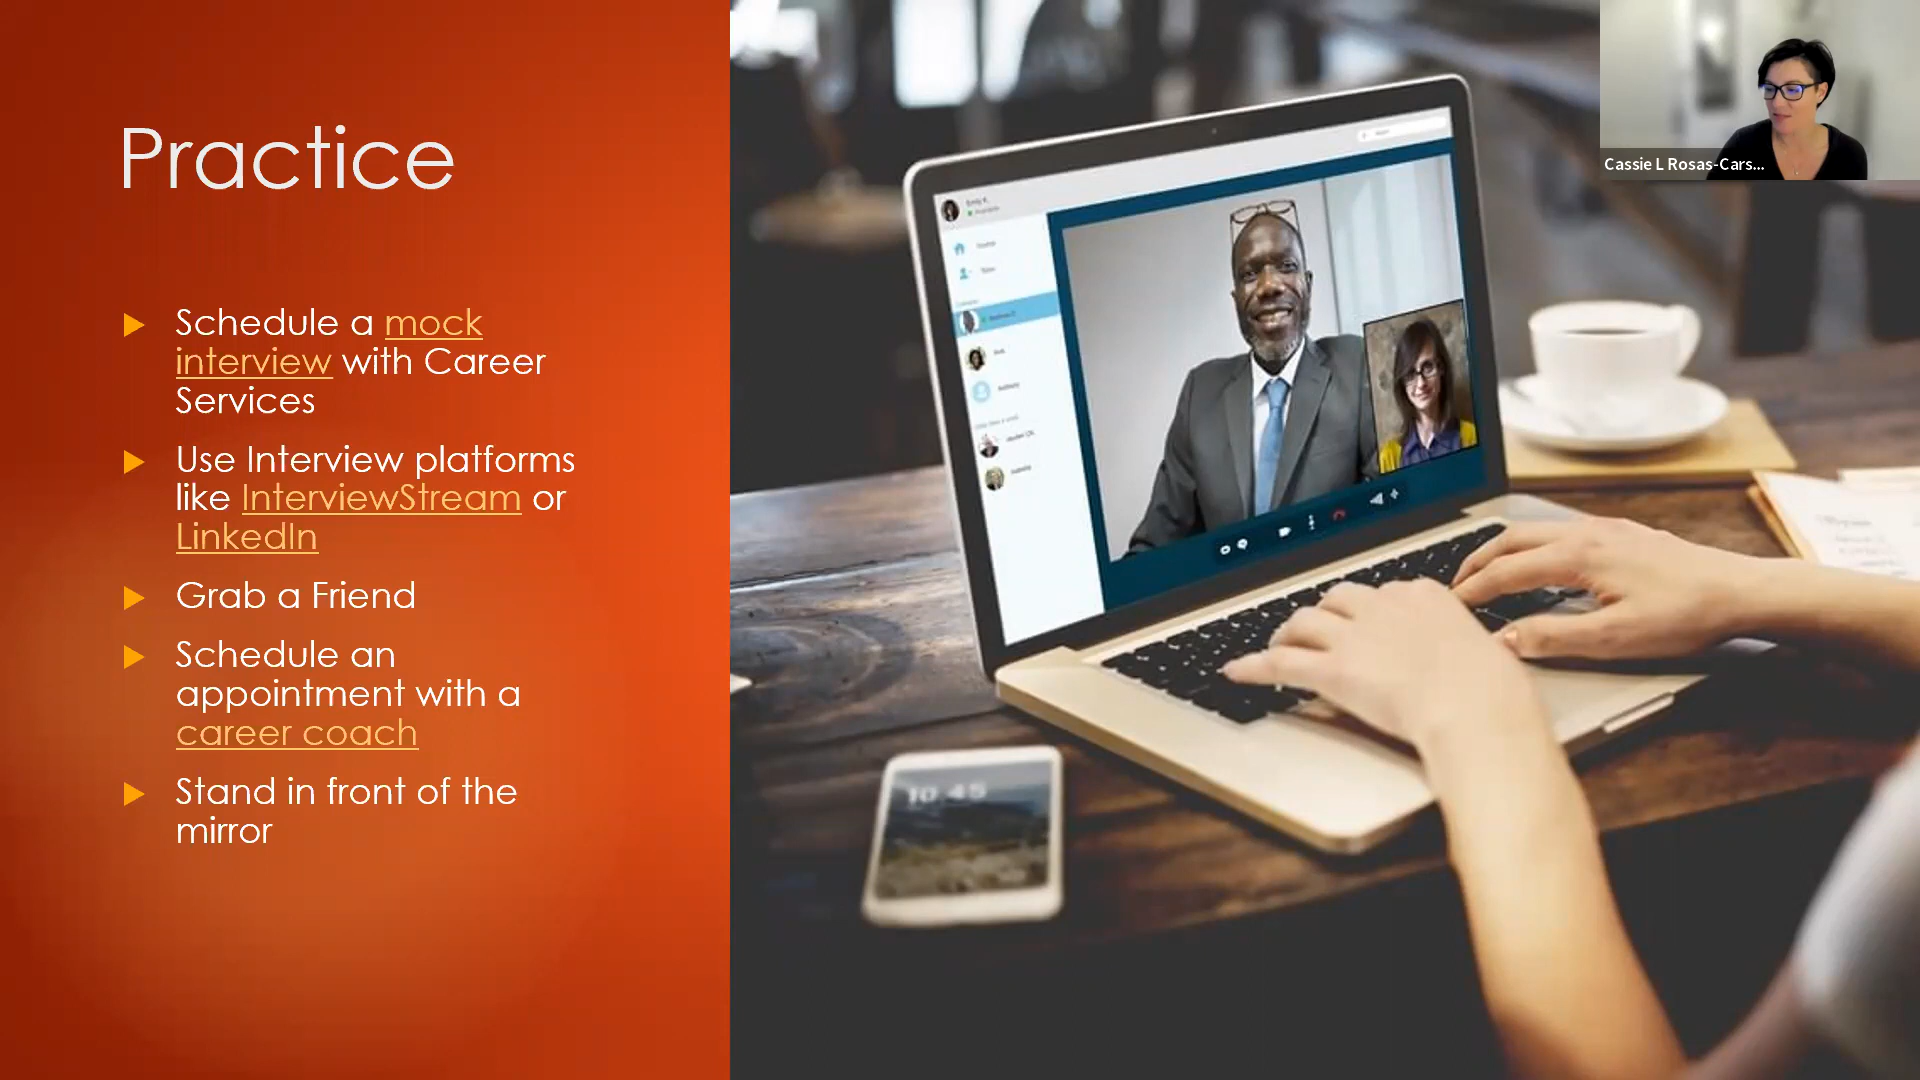 Practice
Schedule a mock
interview with Career
Services
Use Interview platforms
like InterviewStream or
LinkedIn
Grab a Friend
Schedule an
appointment with a
career coach
Stand in front of the
mirror
Cassie L Rosas-Cars...
10:45